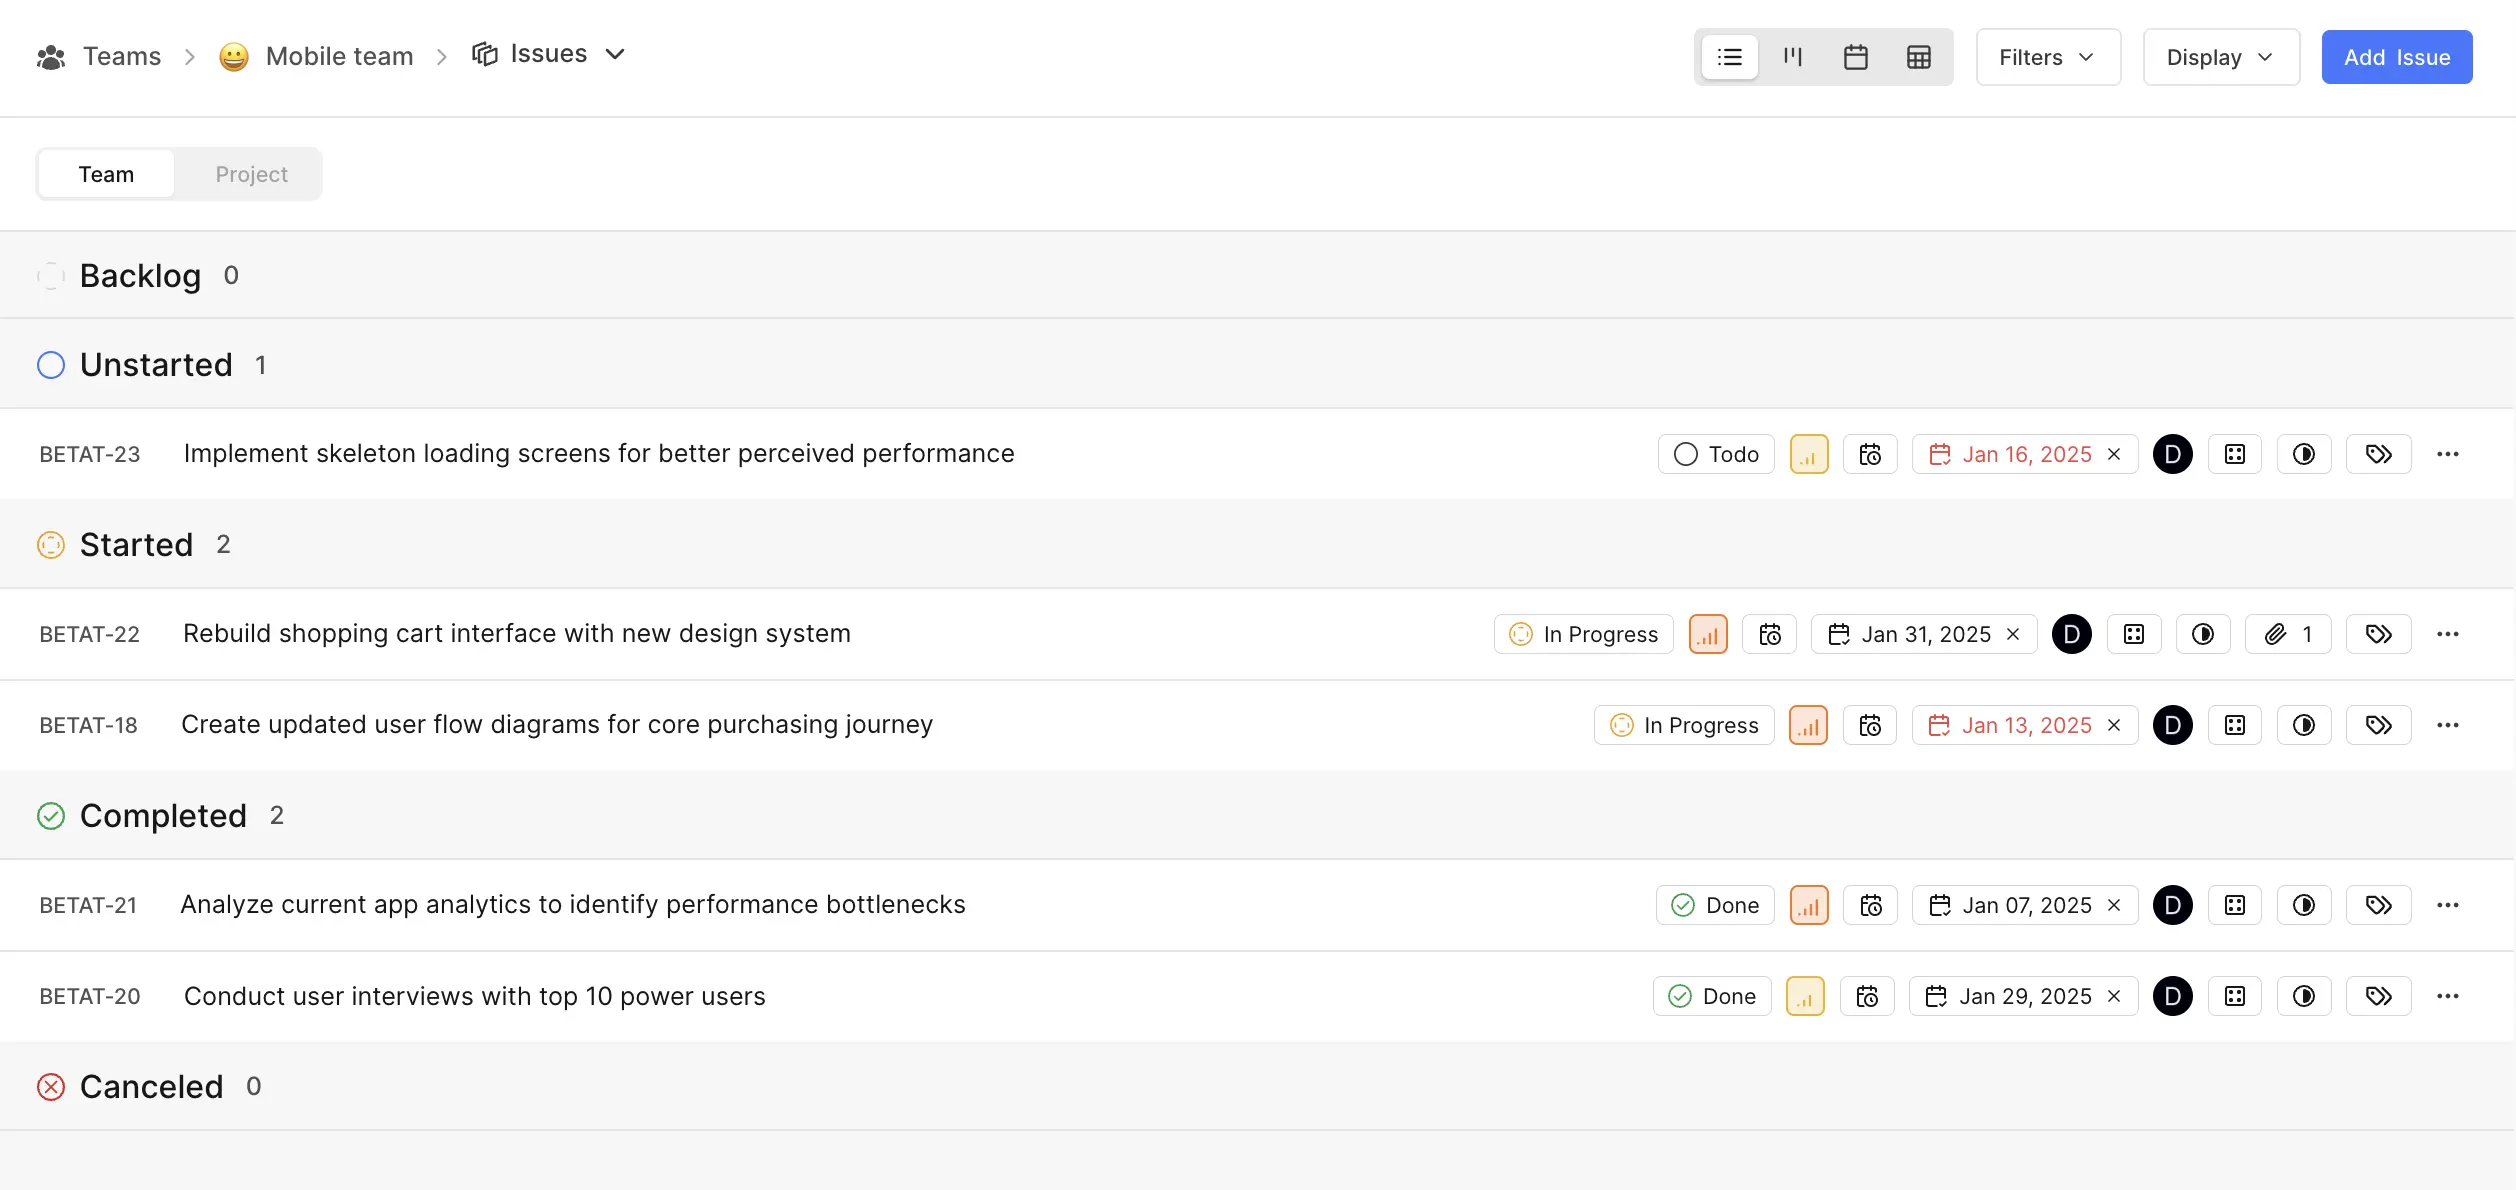 Teams > Mobile team > Issues
Filters
Display
Add Issue
Team
Project
Backlog 0
Unstarted 1
BETAT-23 Implement skeleton loading screens for better perceived performance Todo Jan 16, 2025 D
Started 2
BETAT-22 Rebuild shopping cart interface with new design system In Progress Jan 31, 2025 D 1
BETAT-18 Create updated user flow diagrams for core purchasing journey In Progress Jan 13, 2025 D
Completed 2
BETAT-21 Analyze current app analytics to identify performance bottlenecks Done Jan 07, 2025 D
BETAT-20 Conduct user interviews with top 10 power users Done Jan 29, 2025 D
Canceled 0